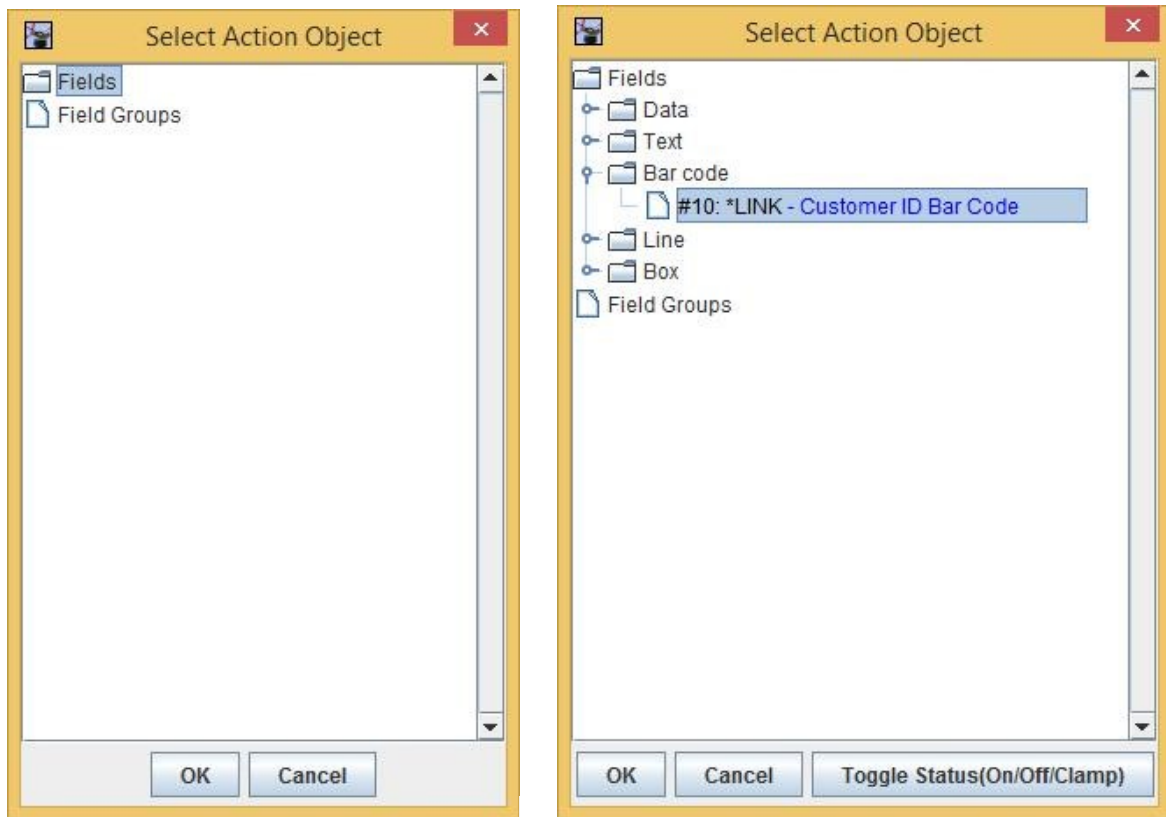 Select Action Object
×
Fields
Field Groups
OK Cancel
Select Action Object
×
Fields
Data
Text
Bar code
#10: *LINK - Customer ID Bar Code
Line
Box
Field Groups
OK Cancel Toggle Status(On/Off/Clamp)